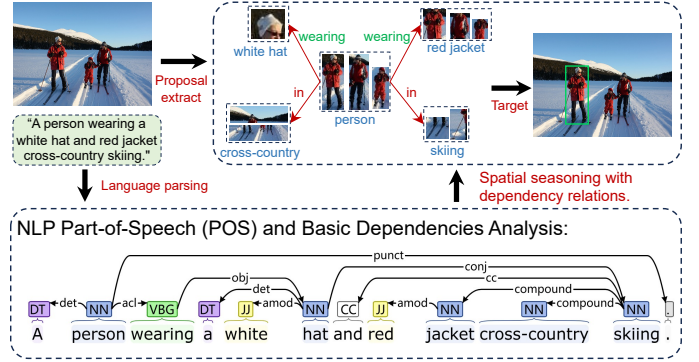 wearing
wearing
white hat
red jacket
Proposal
extract
in
in
Target
person
cross-country
skiing
"A person wearing a
white hat and red jacket
cross-country skiing."
Language parsing
Spatial seasoning with
dependency relations.
NLP Part-of-Speech (POS) and Basic Dependencies Analysis:
punct
conj
obj
cc
det
compound
DT det NN acl VBG DT JJ amod NN CC JJ amod NN NN compound NN .
A person wearing a white hat and red jacket cross-country skiing .